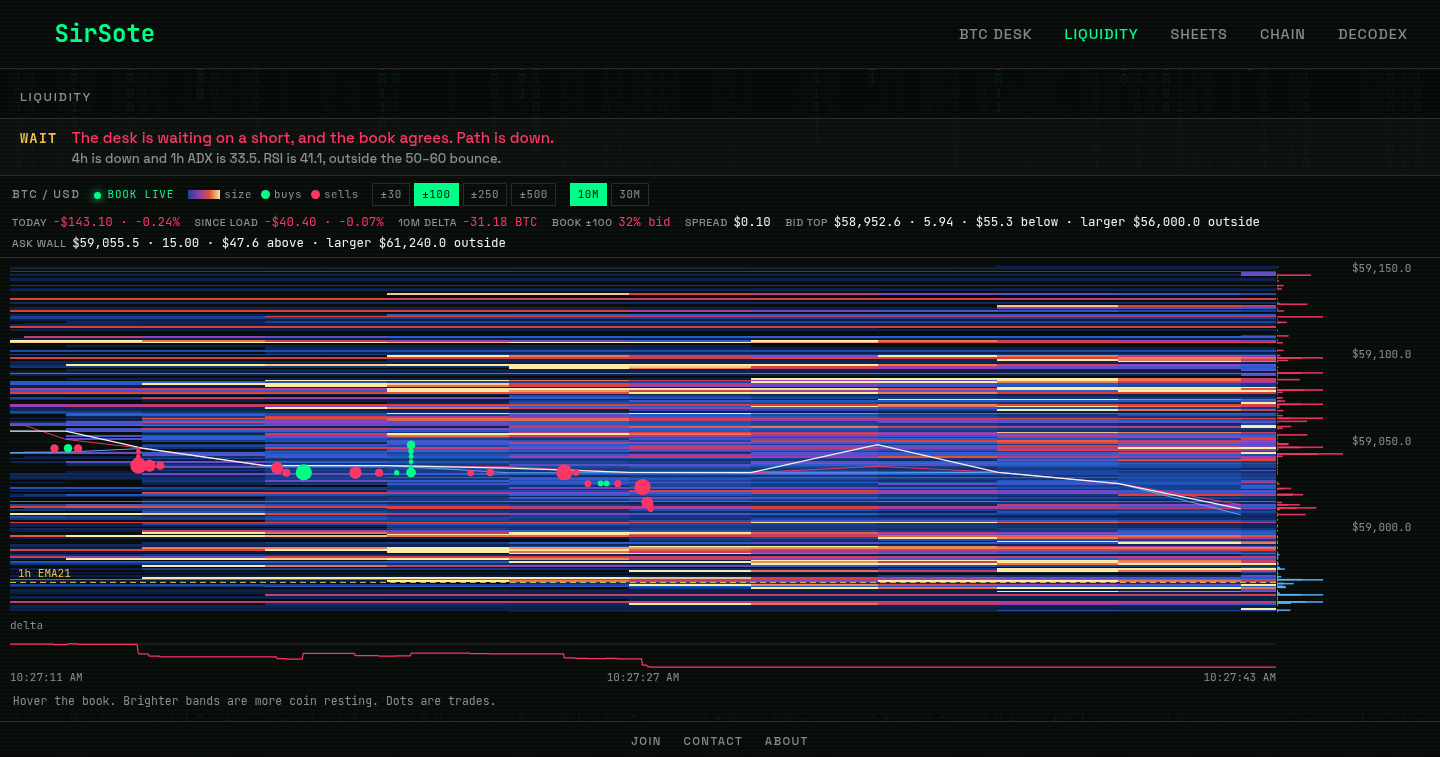 SirSote
BTC DESK LIQUIDITY SHEETS CHAIN DECODEX
LIQUIDITY
WAIT The desk is waiting on a short, and the book agrees. Path is down.
4h is down and 1h ADX is 33.5. RSI is 41.1, outside the 50–60 bounce.
BTC / USD BOOK LIVE size buys sells ±30 ±100 ±250 ±500 10M 30M
TODAY -$143.10 · -0.24% SINCE LOAD -$40.40 · -0.07% 10M DELTA -31.18 BTC BOOK ±100 32% bid SPREAD $0.10 BID TOP $58,952.6 · 5.94 · $55.3 below · larger $56,000.0 outside
ASK WALL $59,055.5 · 15.00 · $47.6 above · larger $61,240.0 outside
$59,150.0
$59,100.0
$59,050.0
$59,000.0
1h EMA21
delta
10:27:11 AM 10:27:27 AM 10:27:43 AM
Hover the book. Brighter bands are more coin resting. Dots are trades.
JOIN CONTACT ABOUT